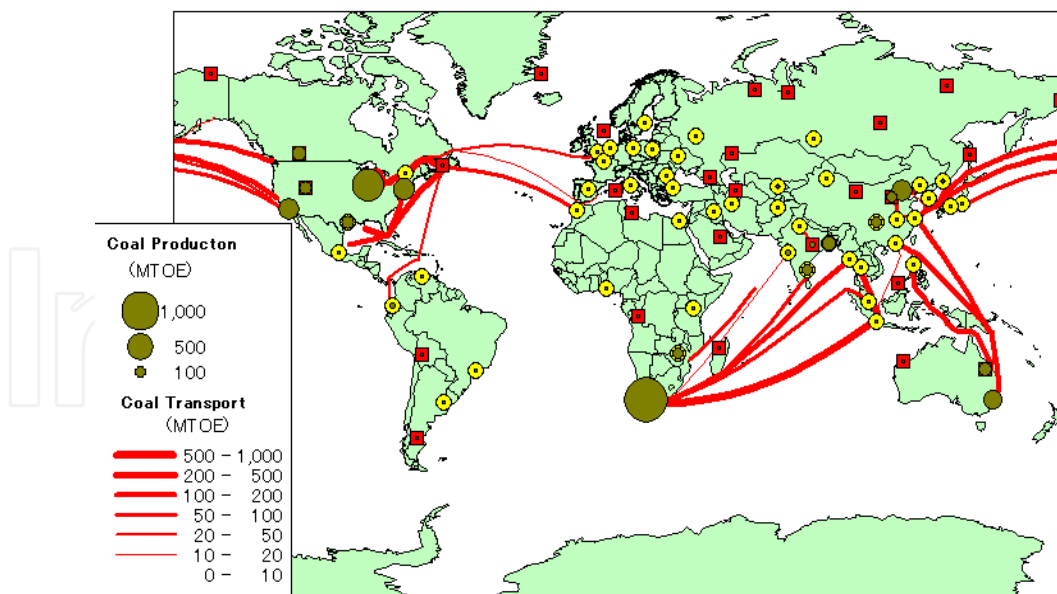 Coal Producton
(MTOE)
1,000
500
100
Coal Transport
(MTOE)
500 - 1,000
200 - 500
100 - 200
50 - 100
20 - 50
10 - 20
0 - 10